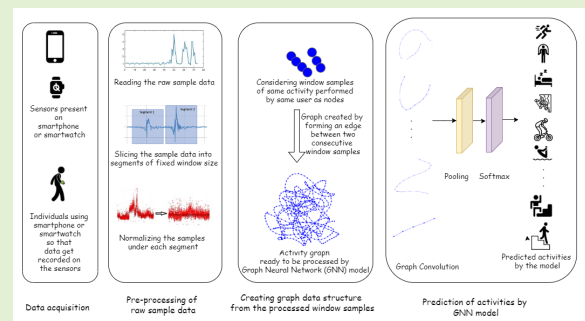 Sensors present
on
smartphone
or smartwatch
Individuals using
smartphone or
smartwatch
so that
data get
recorded on
the sensors
Data acquisition
Reading the raw sample data
Segment 1
Segment 2
Slicing the sample data into
segments of fixed window size
Normalizing the samples
under each segment
Pre-processing of
raw sample data
Considering window samples
of same activity performed
by same user as nodes
Graph created by
forming an edge
between two
consecutive
window samples
Activity graph
ready to be processed by
Graph Neural Network (GNN) model
Creating graph data structure
from the processed window samples
Pooling
Softmax
Graph Convolution
Predicted activities
by the model
Prediction of activities by
GNN model